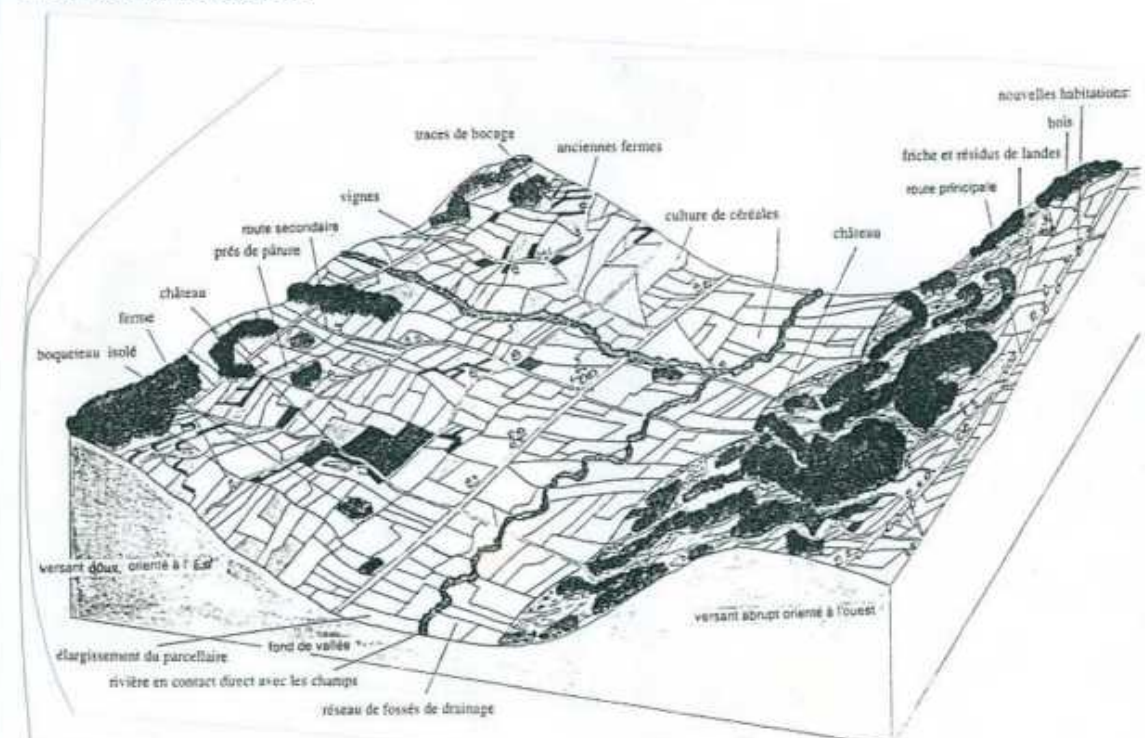 nouvelles habitations
bois
traces de bocage
anciennes fermes
friche et résidus de landes
route principale
vignes
culture de céréales
route secondaire
château
prés de pâture
château
ferme
boqueteau isolé
versant doux, orienté à l'Est
versant abrupt orienté à l'ouest
élargissement du parcellaire
fond de vallée
rivière en contact direct avec les champs
réseau de fossés de drainage